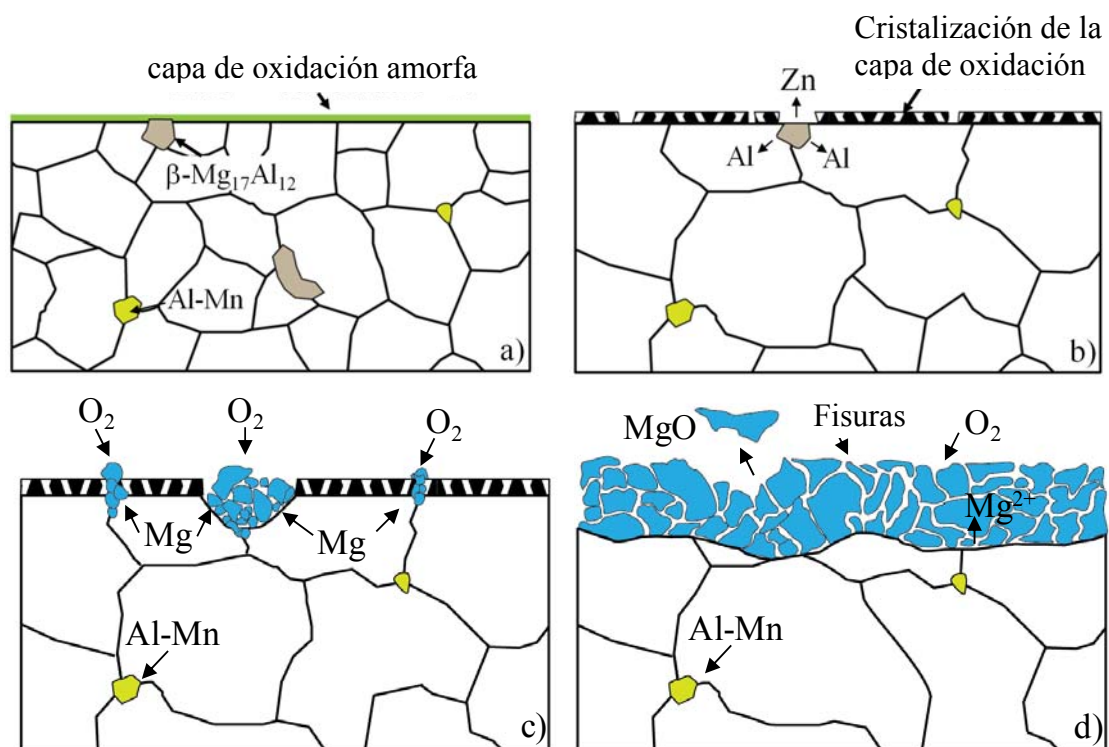 capa de oxidación amorfa
β-Mg₁₇Al₁₂
Al-Mn
a)
Cristalización de la
capa de oxidación
Zn
Al
Al
b)
O₂
O₂
O₂
Mg
Mg
Al-Mn
c)
MgO
Fisuras
O₂
Mg²⁺
Al-Mn
d)